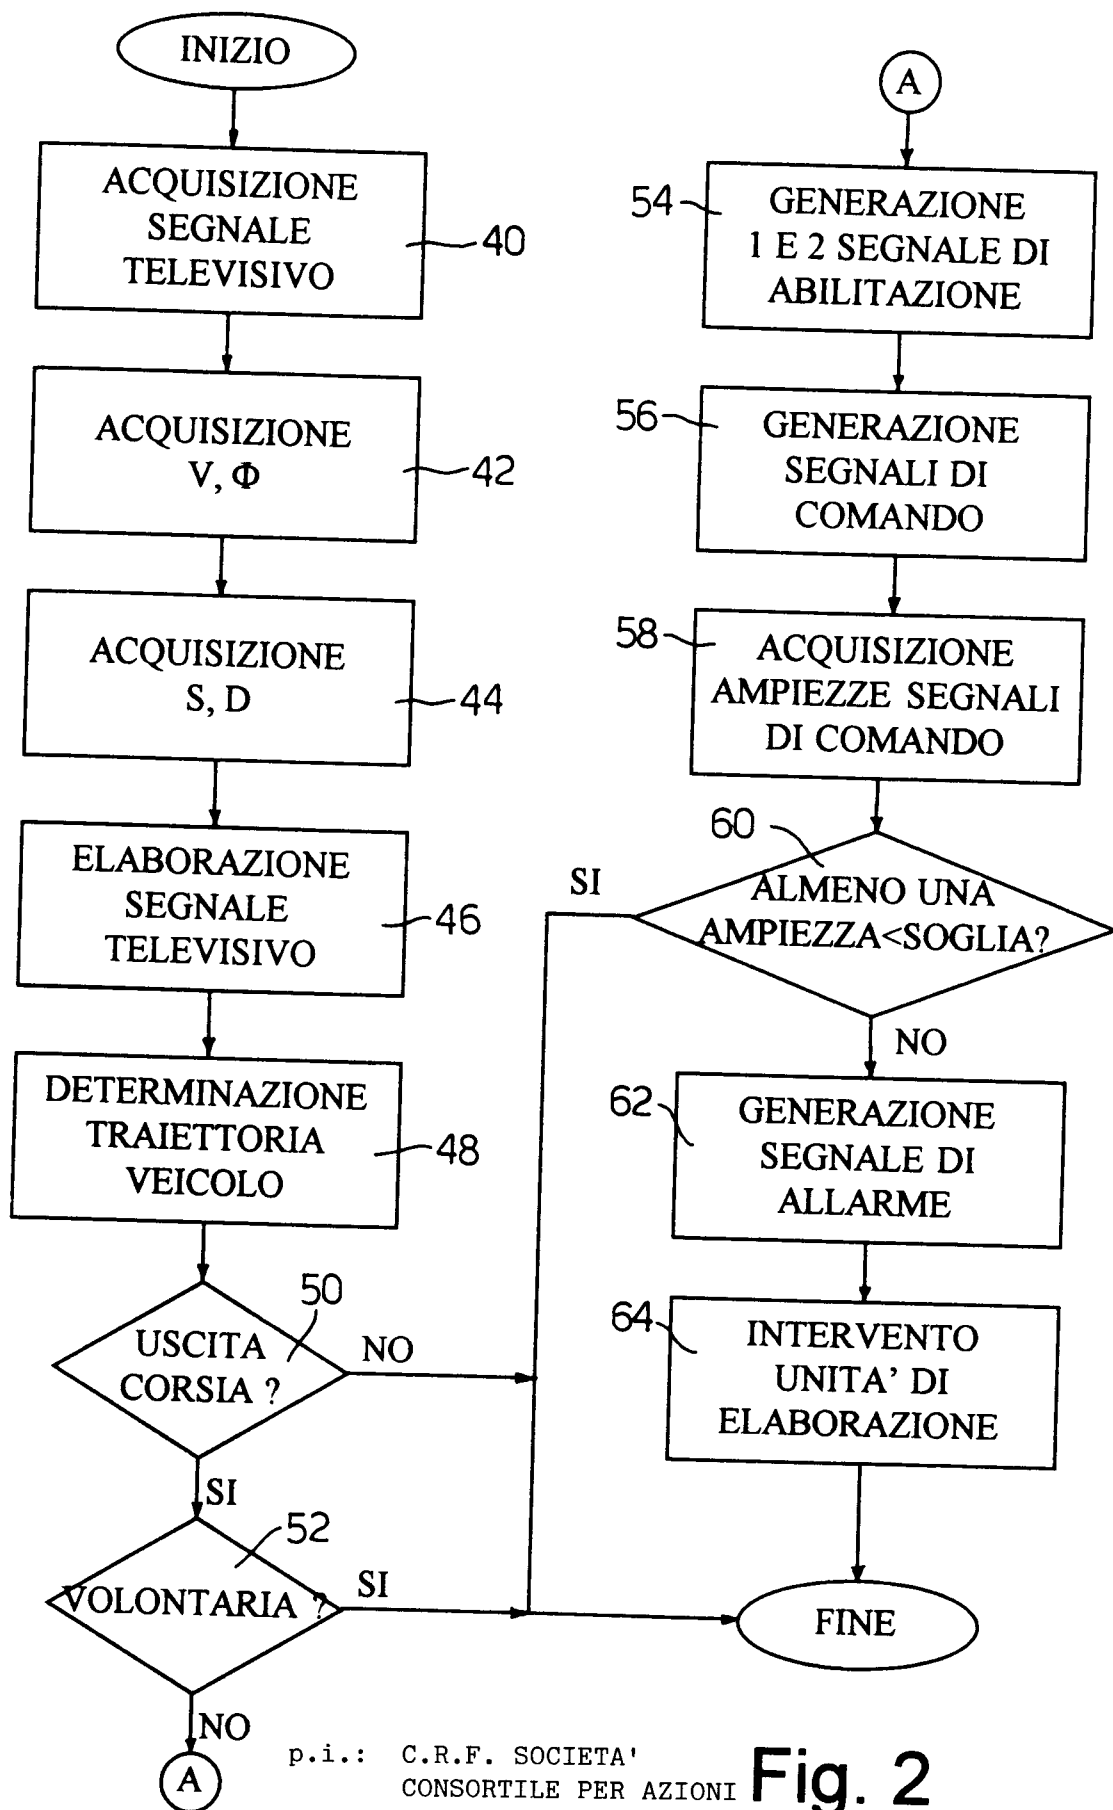 INIZIO
ACQUISIZIONE
SEGNALE
TELEVISIVO
40
ACQUISIZIONE
V, Φ
42
ACQUISIZIONE
S, D
44
ELABORAZIONE
SEGNALE
TELEVISIVO
46
DETERMINAZIONE
TRAIETTORIA
VEICOLO
48
50
USCITA
CORSIA ?
NO
SI
52
VOLONTARIA ?
SI
NO
A
A
54
GENERAZIONE
1 E 2 SEGNALE DI
ABILITAZIONE
56
GENERAZIONE
SEGNALI DI
COMANDO
58
ACQUISIZIONE
AMPIEZZE SEGNALI
DI COMANDO
60
SI
ALMENO UNA
AMPIEZZA<SOGLIA?
NO
62
GENERAZIONE
SEGNALE DI
ALLARME
64
INTERVENTO
UNITA' DI
ELABORAZIONE
FINE
p.i.: C.R.F. SOCIETA'
CONSORTILE PER AZIONI
Fig. 2